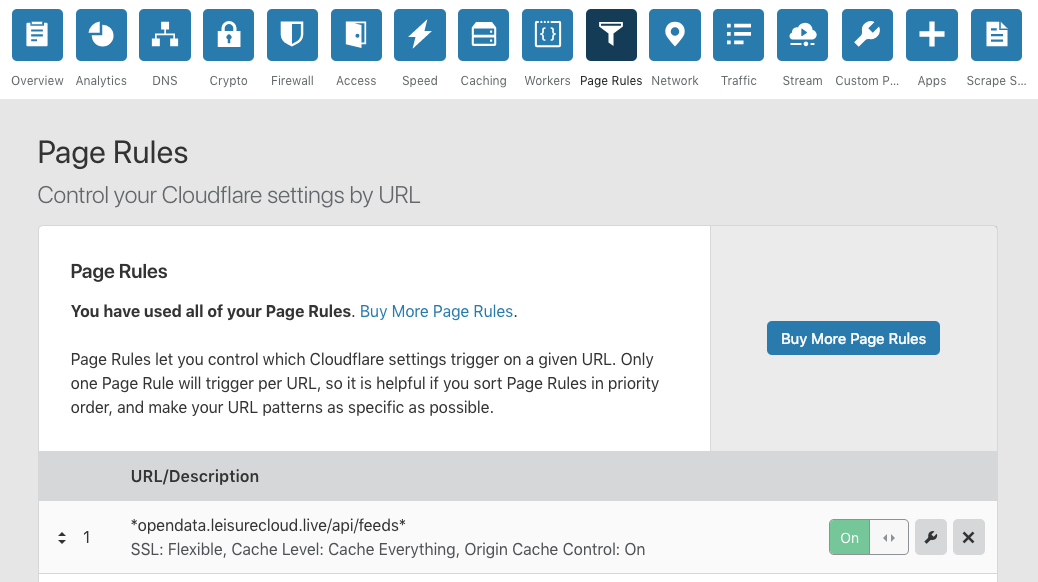 Overview Analytics DNS Crypto Firewall Access Speed Caching Workers Page Rules Network Traffic Stream Custom P... Apps Scrape S...
Page Rules
Control your Cloudflare settings by URL
Page Rules
You have used all of your Page Rules. Buy More Page Rules.
Buy More Page Rules
Page Rules let you control which Cloudflare settings trigger on a given URL. Only
one Page Rule will trigger per URL, so it is helpful if you sort Page Rules in priority
order, and make your URL patterns as specific as possible.
URL/Description
1
*opendata.leisurecloud.live/api/feeds*
SSL: Flexible, Cache Level: Cache Everything, Origin Cache Control: On
On